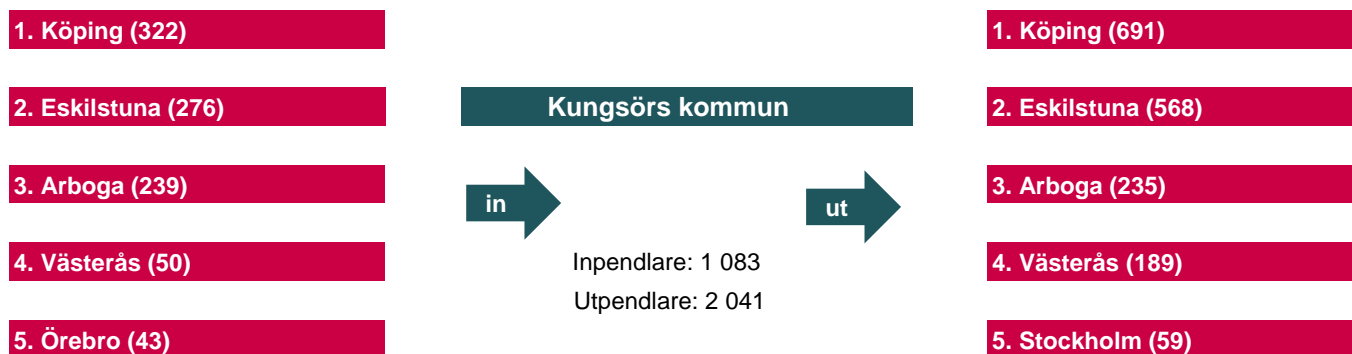 1. Köping (322)
2. Eskilstuna (276)
3. Arboga (239)
4. Västerås (50)
5. Örebro (43)
Kungsörs kommun
in
ut
Inpendlare: 1 083
Utpendlare: 2 041
1. Köping (691)
2. Eskilstuna (568)
3. Arboga (235)
4. Västerås (189)
5. Stockholm (59)